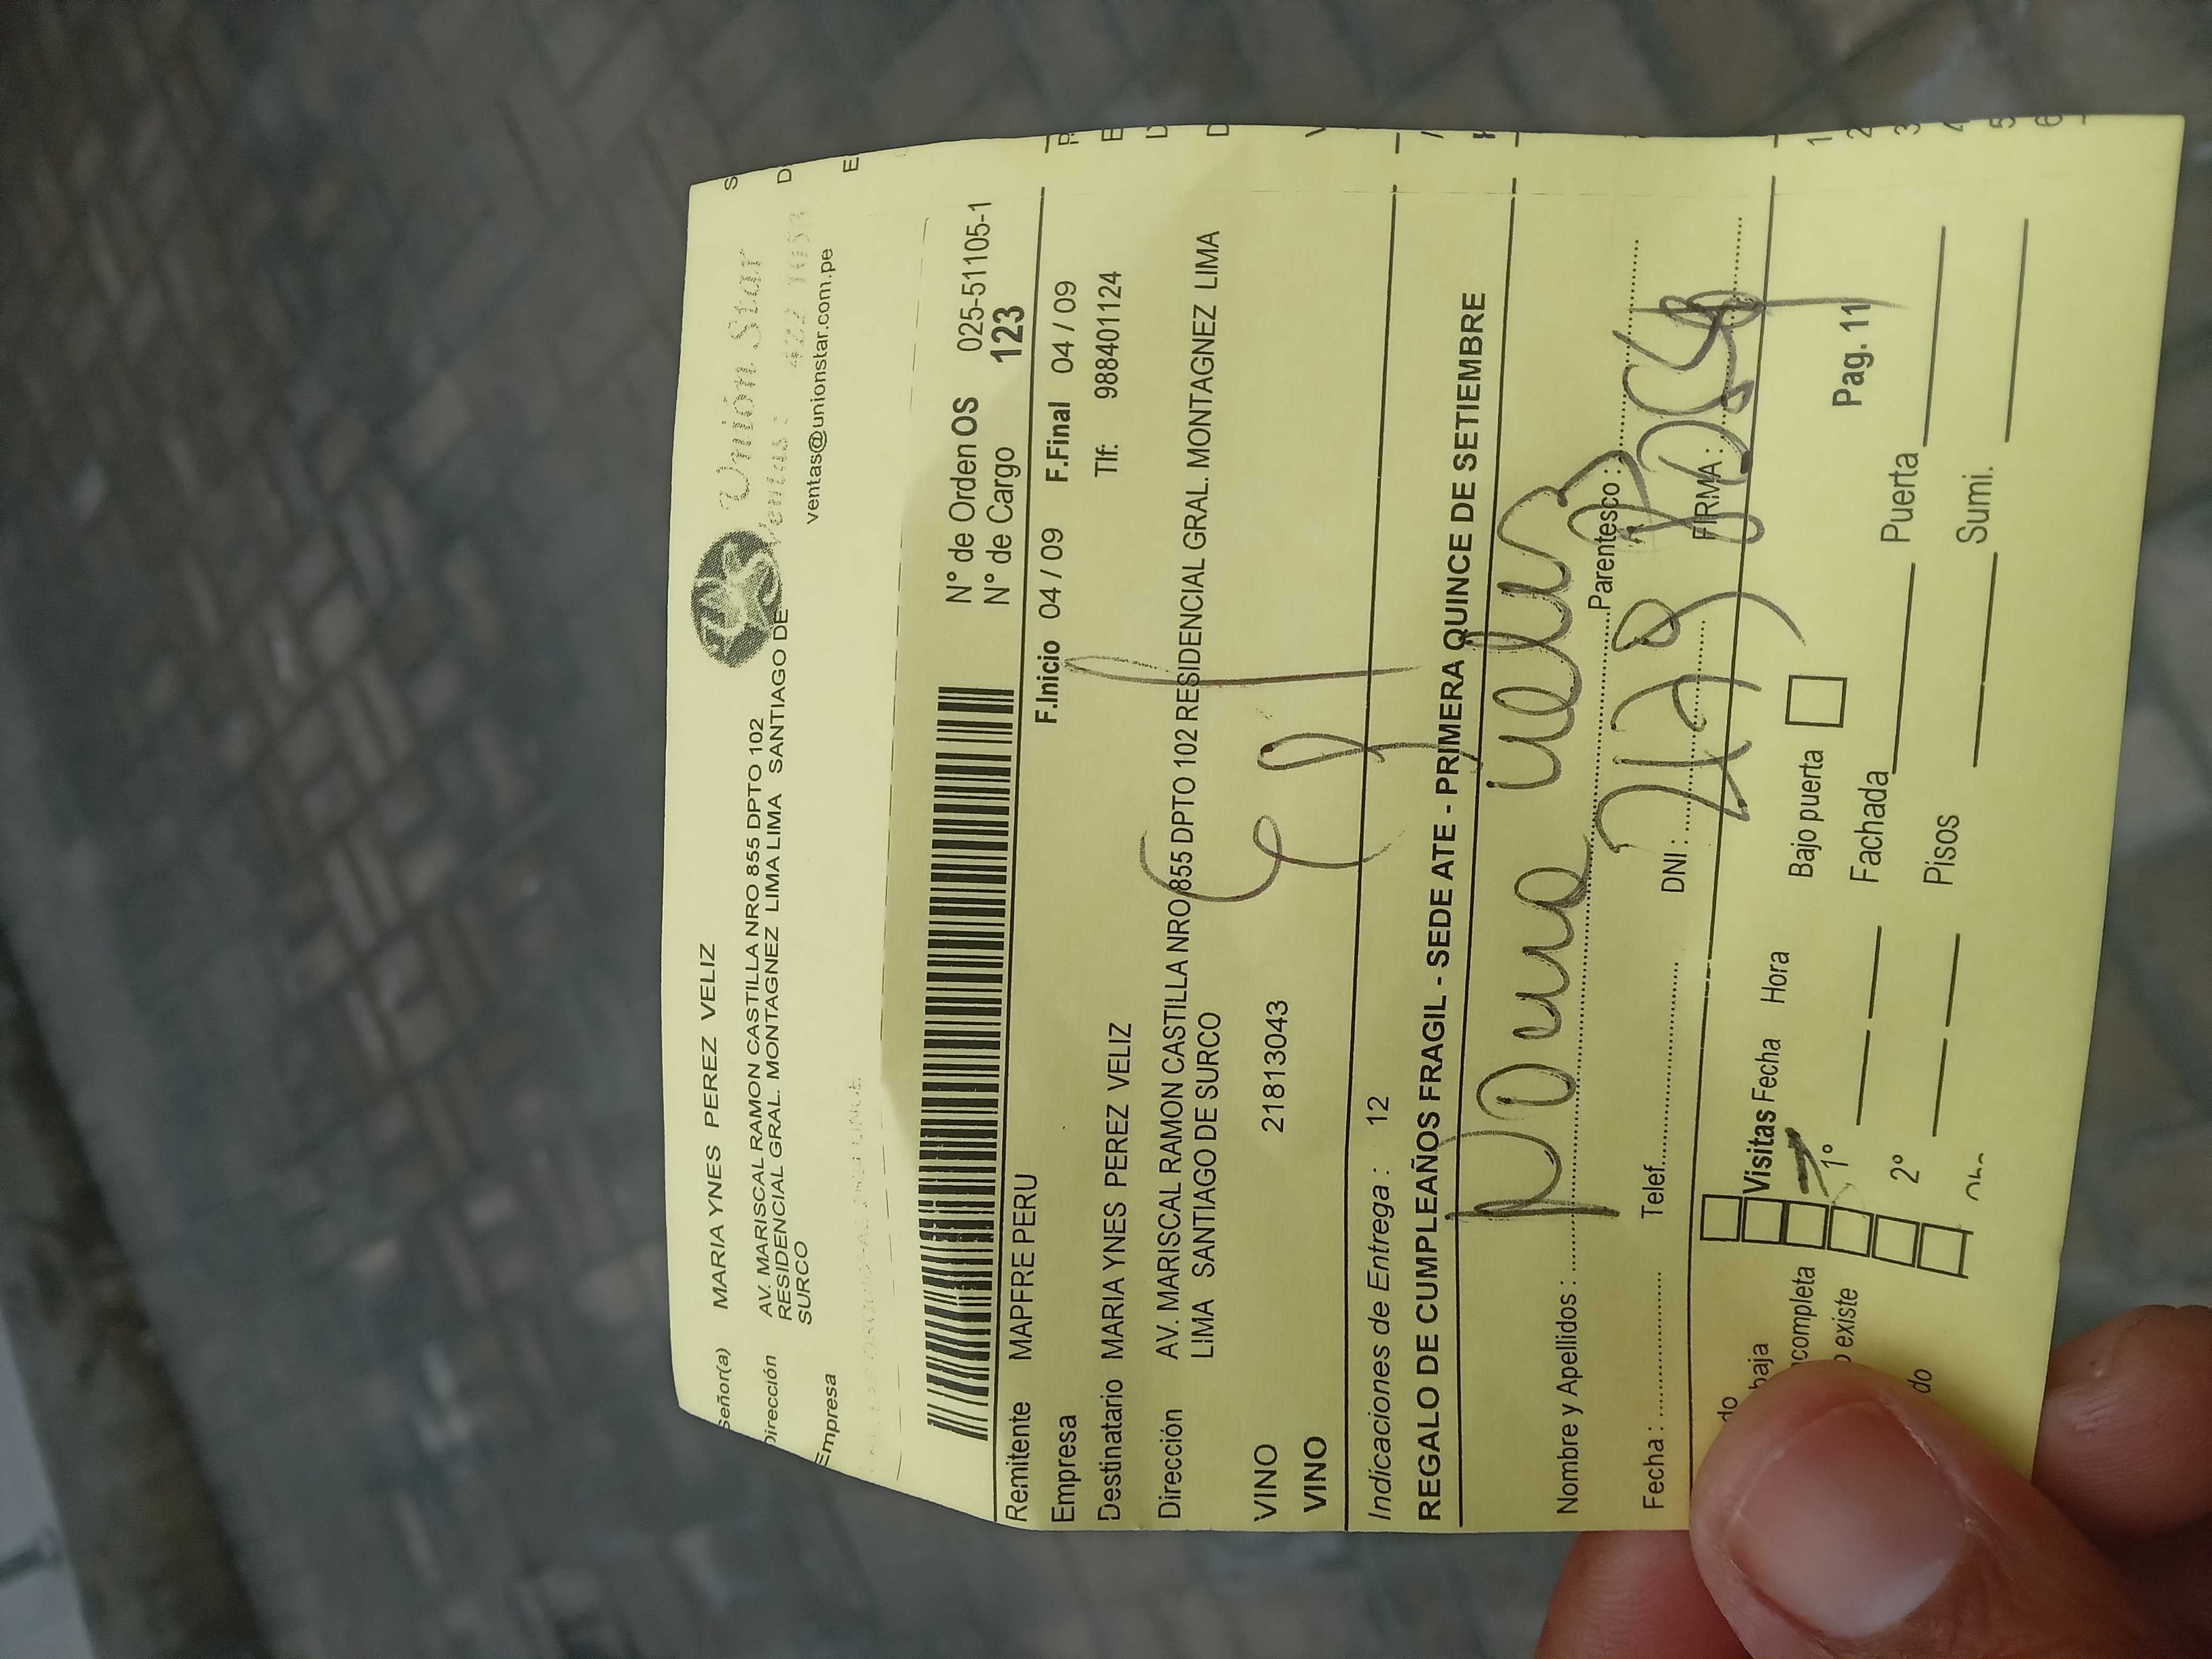 Señor(a) MARIA YNES PEREZ VELIZ
Dirección AV. MARISCAL RAMON CASTILLA NRO 855 DPTO 102
RESIDENCIAL GRAL. MONTAGNEZ LIMA LIMA SANTIAGO DE
SURCO
Empresa
Unión Star
Ventas:
ventas@unionstar.com.pe
N° de Orden OS 025-51105-1
N° de Cargo 123
Remitente MAPFRE PERU
F.Inicio 04 / 09 F.Final 04 / 09
Empresa
Destinatario MARIA YNES PEREZ VELIZ Tlf: 988401124
Dirección AV. MARISCAL RAMON CASTILLA NRO 855 DPTO 102 RESIDENCIAL GRAL. MONTAGNEZ LIMA
LIMA SANTIAGO DE SURCO
VINO 21813043
VINO
Indicaciones de Entrega : 12
REGALO DE CUMPLEAÑOS FRAGIL - SEDE ATE - PRIMERA QUINCE DE SETIEMBRE
Nombre y Apellidos :
Parentesco :
Fecha : Telef. DNI : FIRMA :
Visitas Fecha Hora Bajo puerta Pag. 11
1° Fachada Puerta
2° Pisos Sumi.